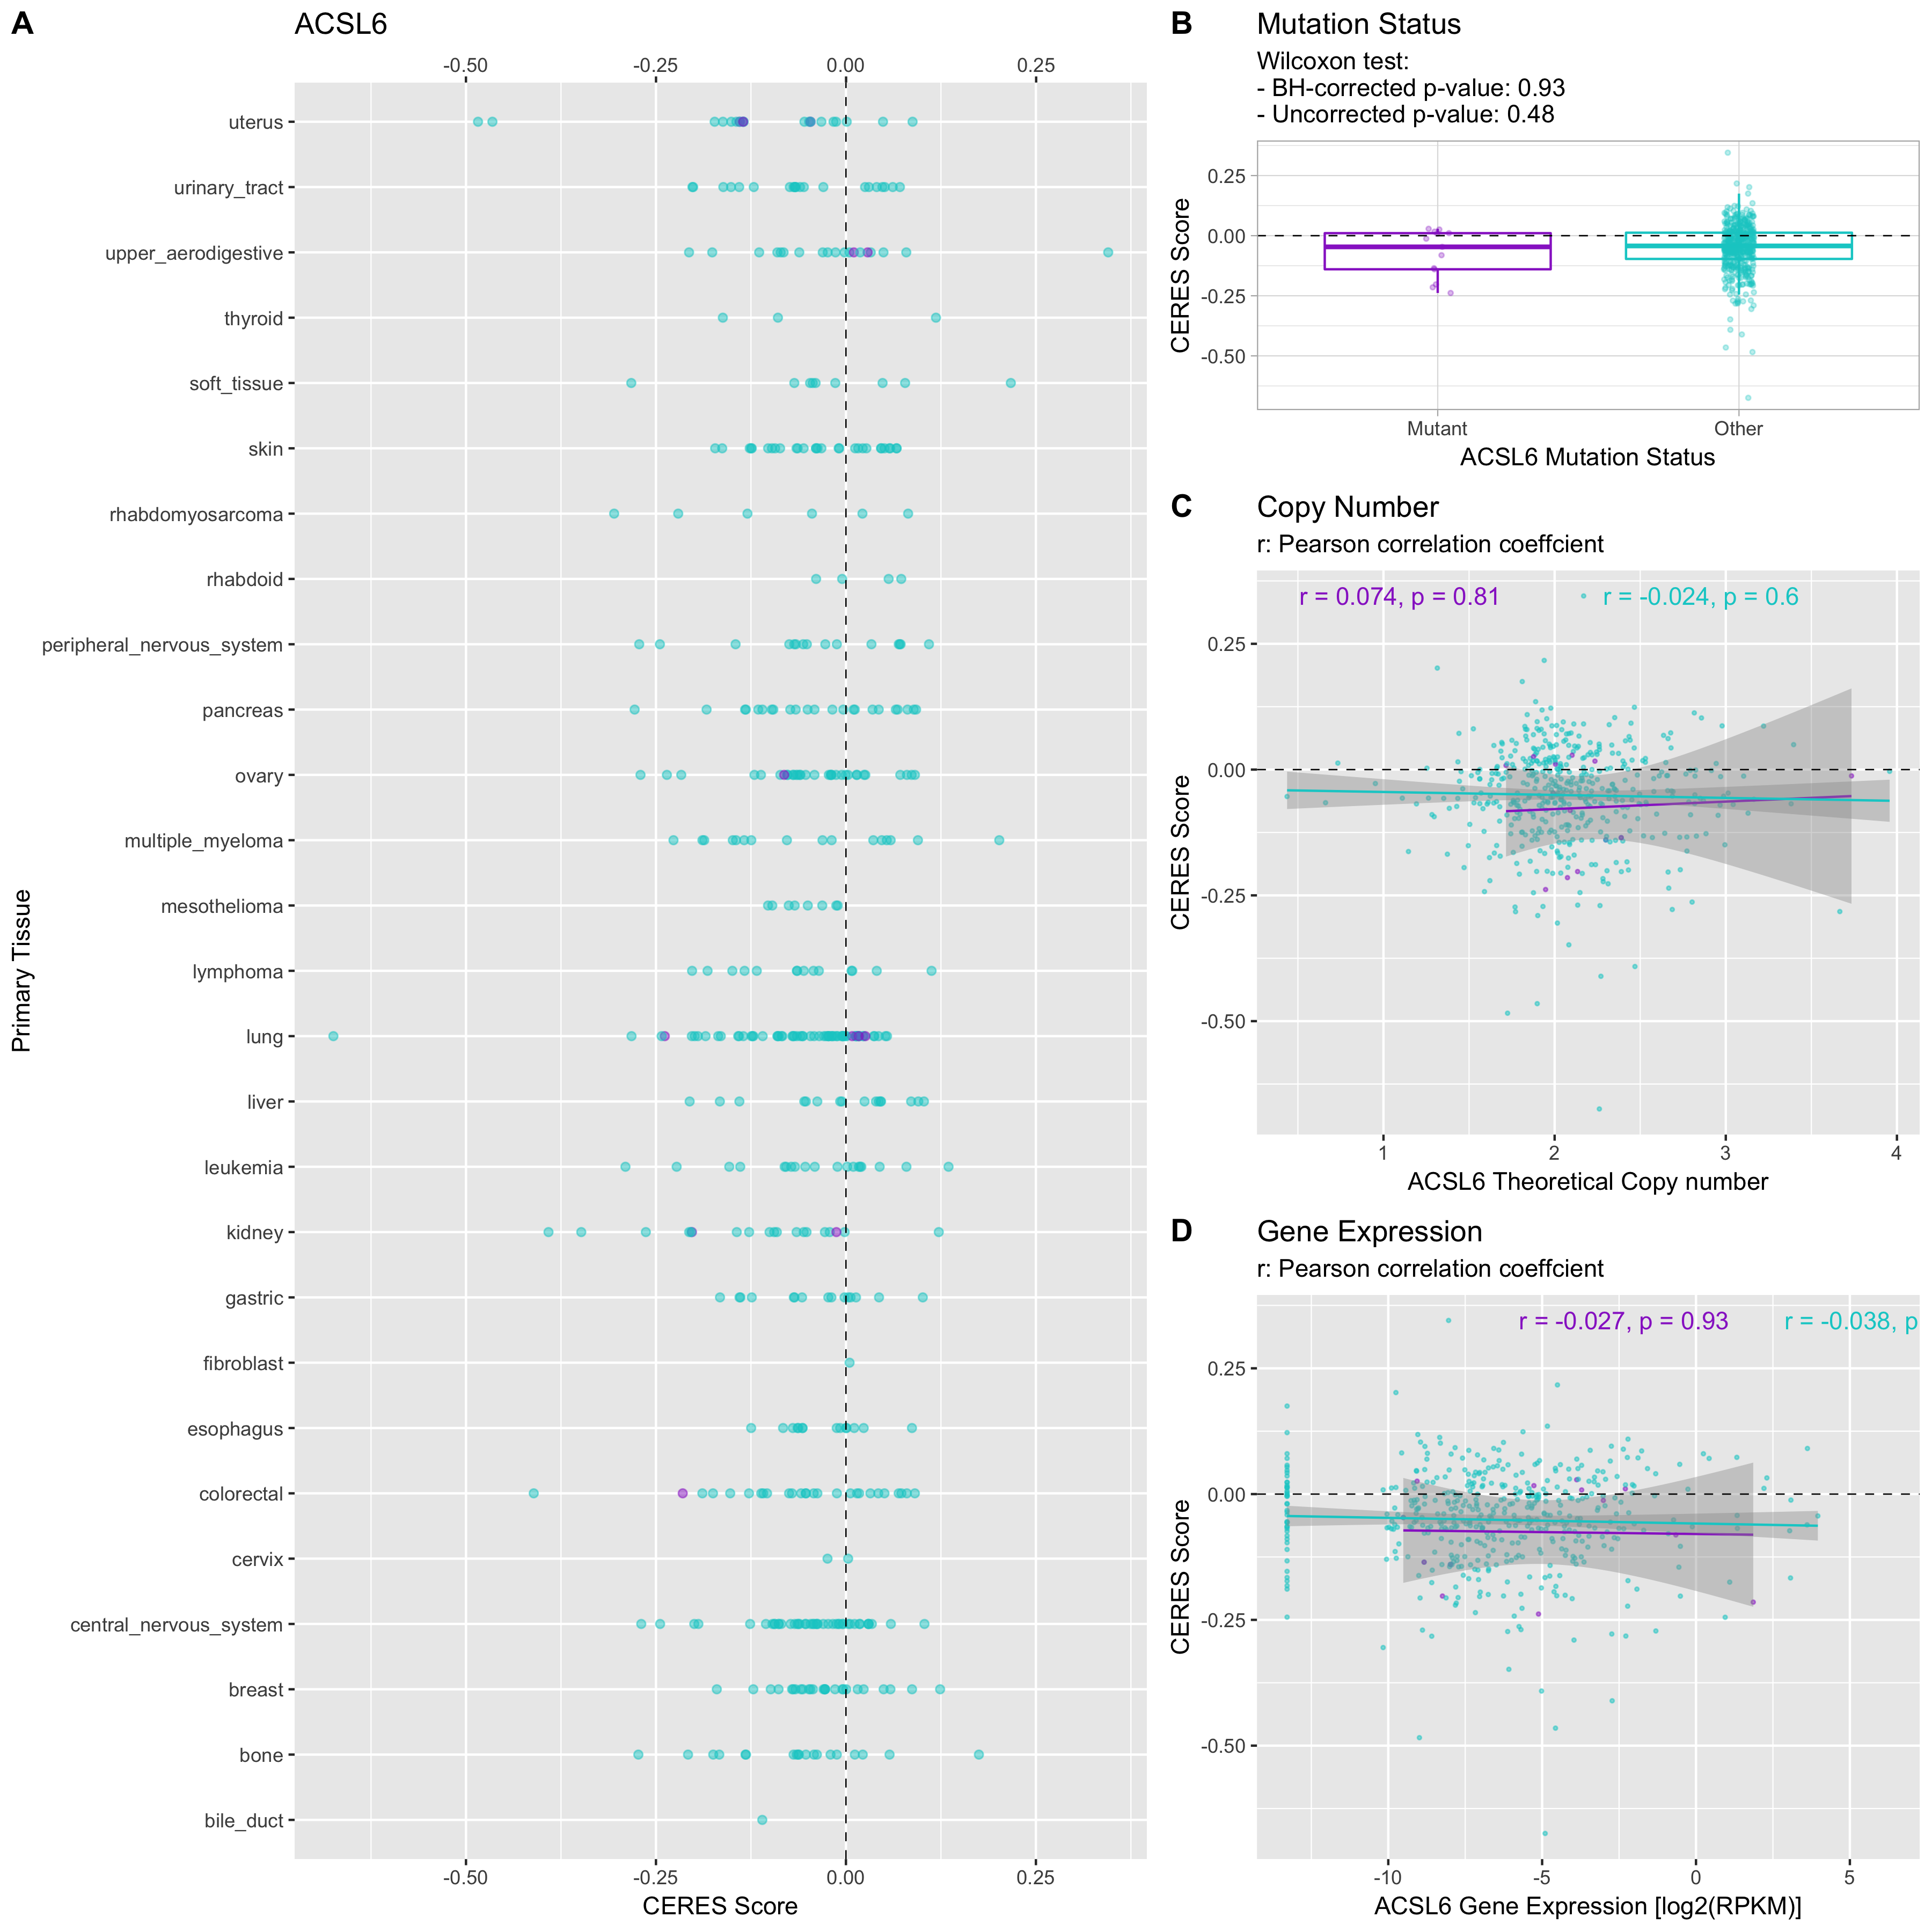 A
ACSL6
-0.50
-0.25
0.00
0.25
uterus
urinary_tract
upper_aerodigestive
thyroid
soft_tissue
skin
rhabdomyosarcoma
rhabdoid
peripheral_nervous_system
pancreas
ovary
multiple_myeloma
mesothelioma
lymphoma
lung
liver
leukemia
kidney
gastric
fibroblast
esophagus
colorectal
cervix
central_nervous_system
breast
bone
bile_duct
Primary Tissue
-0.50
-0.25
0.00
0.25
CERES Score
B
Mutation Status
Wilcoxon test:
- BH-corrected p-value: 0.93
- Uncorrected p-value: 0.48
0.25
0.00
-0.25
-0.50
CERES Score
Mutant
Other
ACSL6 Mutation Status
C
Copy Number
r: Pearson correlation coeffcient
r = 0.074, p = 0.81
r = -0.024, p = 0.6
0.25
0.00
-0.25
-0.50
CERES Score
1
2
3
4
ACSL6 Theoretical Copy number
D
Gene Expression
r: Pearson correlation coeffcient
r = -0.027, p = 0.93
r = -0.038, p
0.25
0.00
-0.25
-0.50
CERES Score
-10
-5
0
5
ACSL6 Gene Expression [log2(RPKM)]